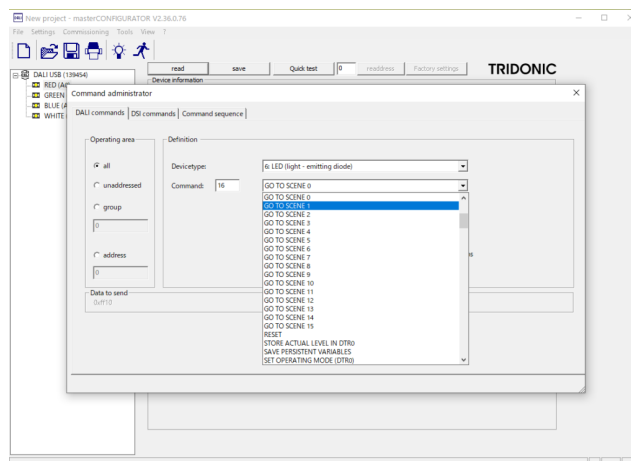 New project - masterCONFIGURATOR V2.36.0.76
File Settings Commissioning Tools View ?
read save Quick test 0 readdress Factory settings TRIDONIC
DALI USB (139454)
Device information
RED (A
GREEN
BLUE (A
WHITE
Command administrator
DALI commands DSI commands Command sequence
Operating area
Definition
all
Devicetype: 6: LED (light - emitting diode)
unaddressed
Command: 16 GO TO SCENE 0
group
0
address
0
GO TO SCENE 0
GO TO SCENE 1
GO TO SCENE 2
GO TO SCENE 3
GO TO SCENE 4
GO TO SCENE 5
GO TO SCENE 6
GO TO SCENE 7
GO TO SCENE 8
GO TO SCENE 9
GO TO SCENE 10
GO TO SCENE 11
GO TO SCENE 12
GO TO SCENE 13
GO TO SCENE 14
GO TO SCENE 15
RESET
STORE ACTUAL LEVEL IN DTR0
SAVE PERSISTENT VARIABLES
SET OPERATING MODE (DTR0)
Data to send
0xff10